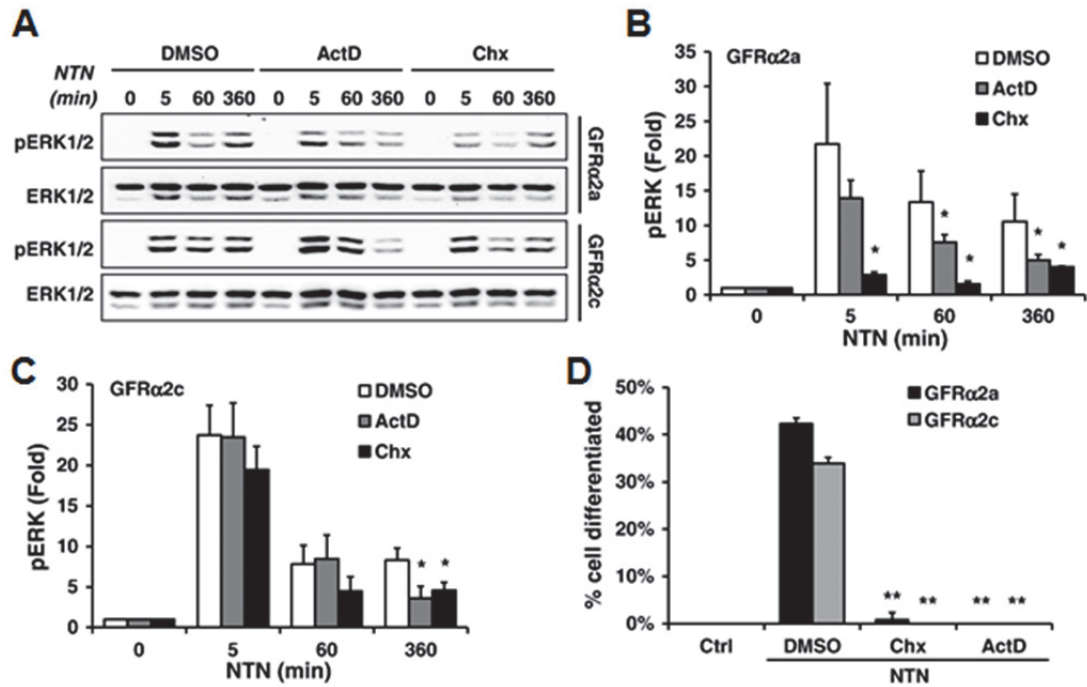 A
DMSO ActD Chx
NTN
(min) 0 5 60 360 0 5 60 360 0 5 60 360
pERK1/2
ERK1/2
GFRα2a
pERK1/2
ERK1/2
GFRα2c
B
GFRα2a
DMSO
ActD
Chx
pERK (Fold)
35
30
25
20
15
10
5
0
* * * * *
0 5 60 360
NTN (min)
C
GFRα2c
DMSO
ActD
Chx
pERK (Fold)
30
25
20
15
10
5
0
* *
0 5 60 360
NTN (min)
D
GFRα2a
GFRα2c
% cell differentiated
50%
40%
30%
20%
10%
0%
** ** ** **
Ctrl DMSO Chx ActD
NTN